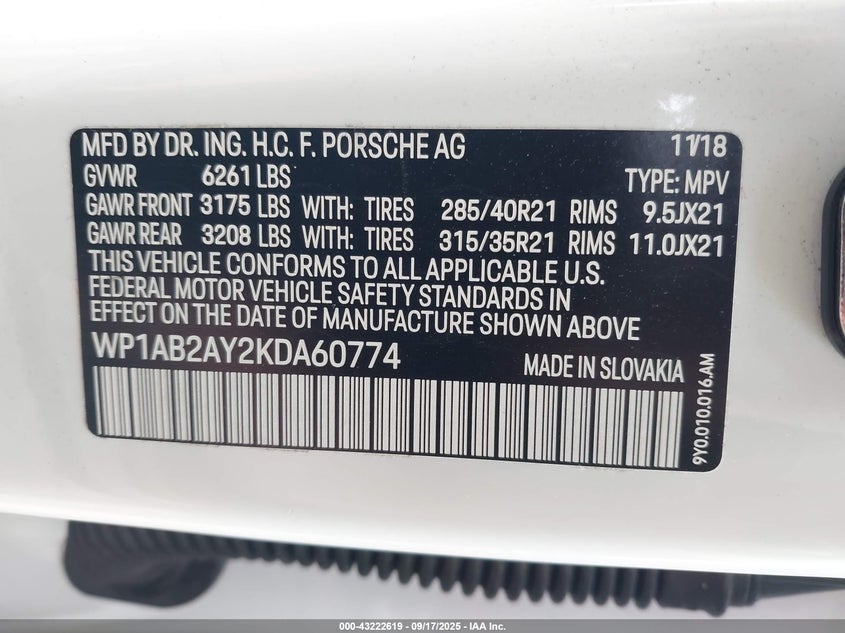 MFD BY DR. ING. H.C. F. PORSCHE AG 11/18
GVWR 6261 LBS TYPE: MPV
GAWR FRONT 3175 LBS WITH: TIRES 285/40R21 RIMS 9.5JX21
GAWR REAR 3208 LBS WITH: TIRES 315/35R21 RIMS 11.0JX21
THIS VEHICLE CONFORMS TO ALL APPLICABLE U.S.
FEDERAL MOTOR VEHICLE SAFETY STANDARDS IN
EFFECT ON THE DATE OF MANUFACTURE SHOWN ABOVE
WP1AB2AY2KDA60774 MADE IN SLOVAKIA
9Y0.010.016.AM
000-43222619 - 09/17/2025 - IAA Inc.